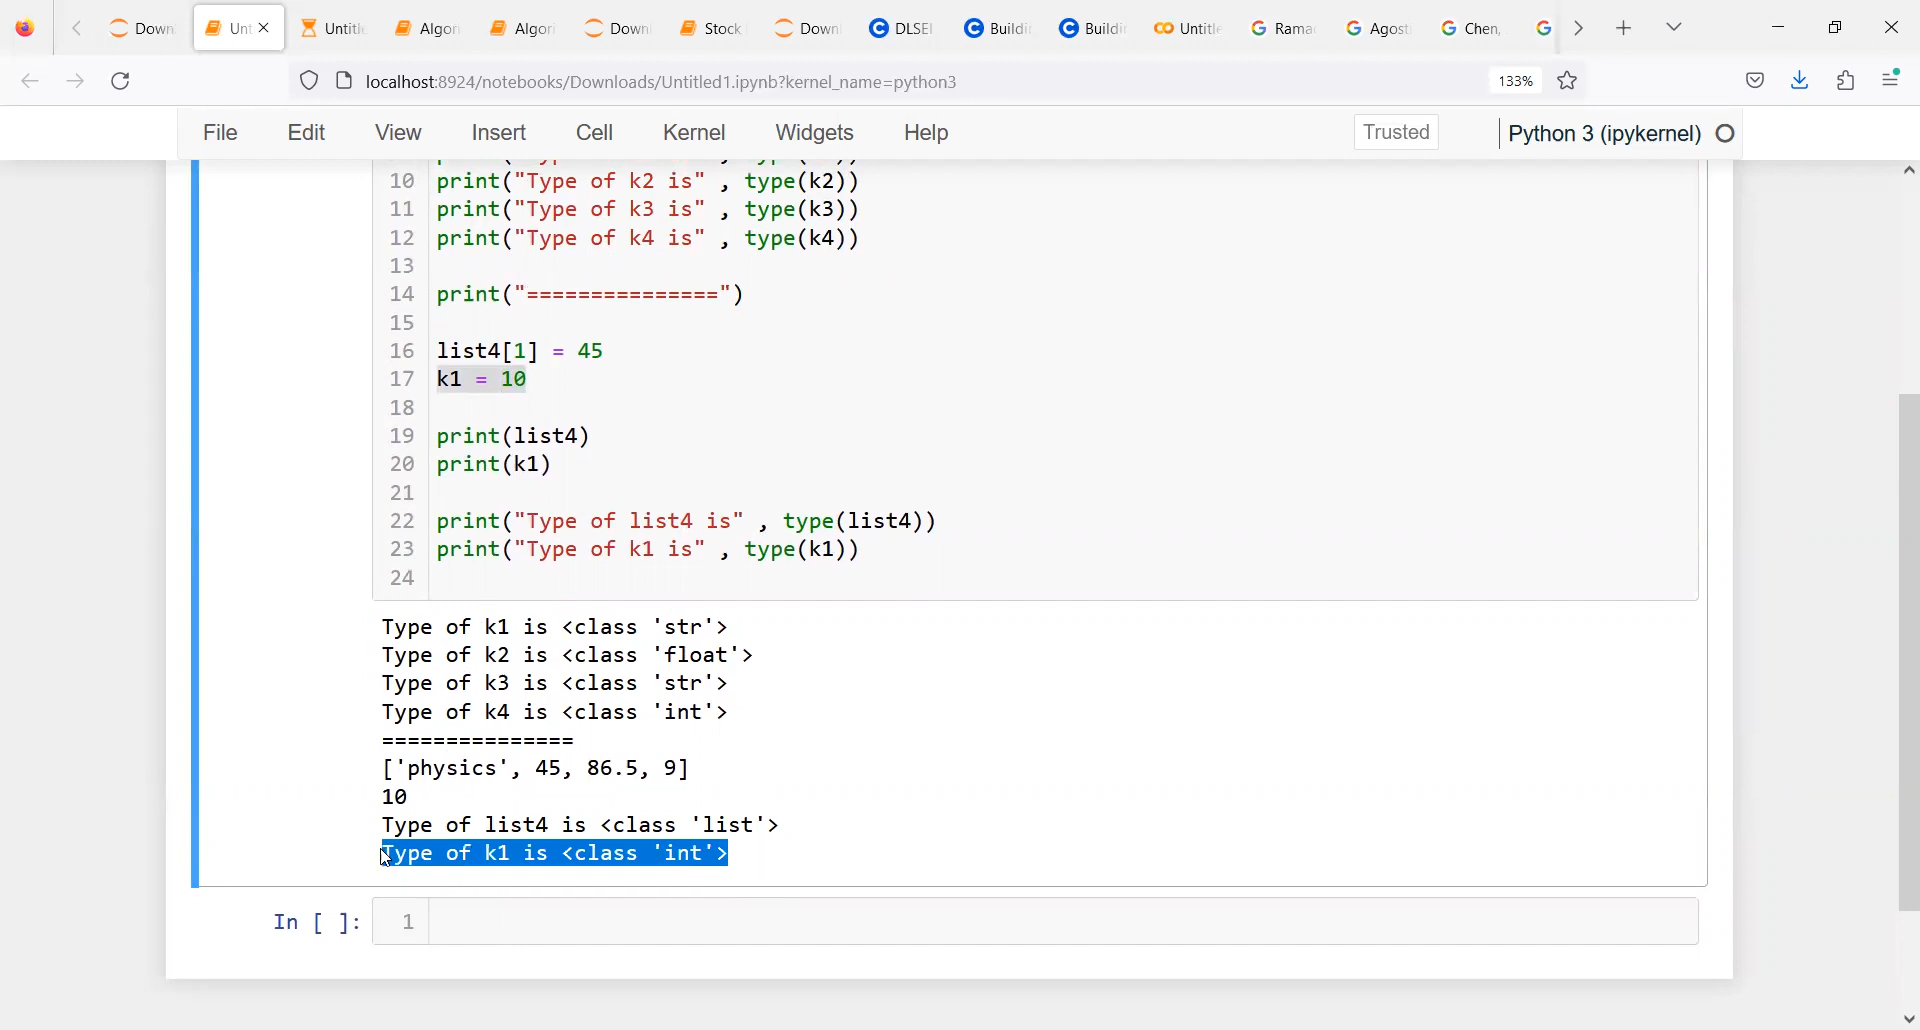 Down
Unt
Untitle
Algori
Algori
Down
Stock
Down
DLSEI
Buildi
Buildi
Untitle
Rama
Agost
Chen,
localhost:8924/notebooks/Downloads/Untitled1.ipynb?kernel_name=python3
133%
File Edit View Insert Cell Kernel Widgets Help
Trusted
Python 3 (ipykernel)
10 print("Type of k2 is" , type(k2))
11 print("Type of k3 is" , type(k3))
12 print("Type of k4 is" , type(k4))
13
14 print("===============")
15
16 list4[1] = 45
17 k1 = 10
18
19 print(list4)
20 print(k1)
21
22 print("Type of list4 is" , type(list4))
23 print("Type of k1 is" , type(k1))
24
Type of k1 is <class 'str'>
Type of k2 is <class 'float'>
Type of k3 is <class 'str'>
Type of k4 is <class 'int'>
===============
['physics', 45, 86.5, 9]
10
Type of list4 is <class 'list'>
Type of k1 is <class 'int'>
In [ ]: 1